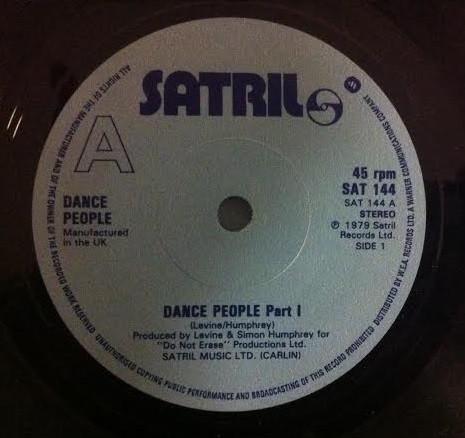 SATRIL
W
A
45 rpm
SAT 144
SAT 144 A
STEREO
℗ 1979 Satril
Records Ltd.
SIDE 1
DANCE
PEOPLE
Manufactured
in the UK
DANCE PEOPLE Part I
(Levine/Humphrey)
Produced by Levine & Simon Humphrey for
"Do Not Erase" Productions Ltd.
SATRIL MUSIC LTD. (CARLIN)
ALL RIGHTS OF THE MANUFACTURER AND OF THE OWNER OF THE RECORDED WORK RESERVED. UNAUTHORISED COPYING PUBLIC PERFORMANCE AND BROADCASTING OF THIS RECORD PROHIBITED. DISTRIBUTED BY W.E.A. RECORDS LTD. A WARNER COMMUNICATIONS COMPANY